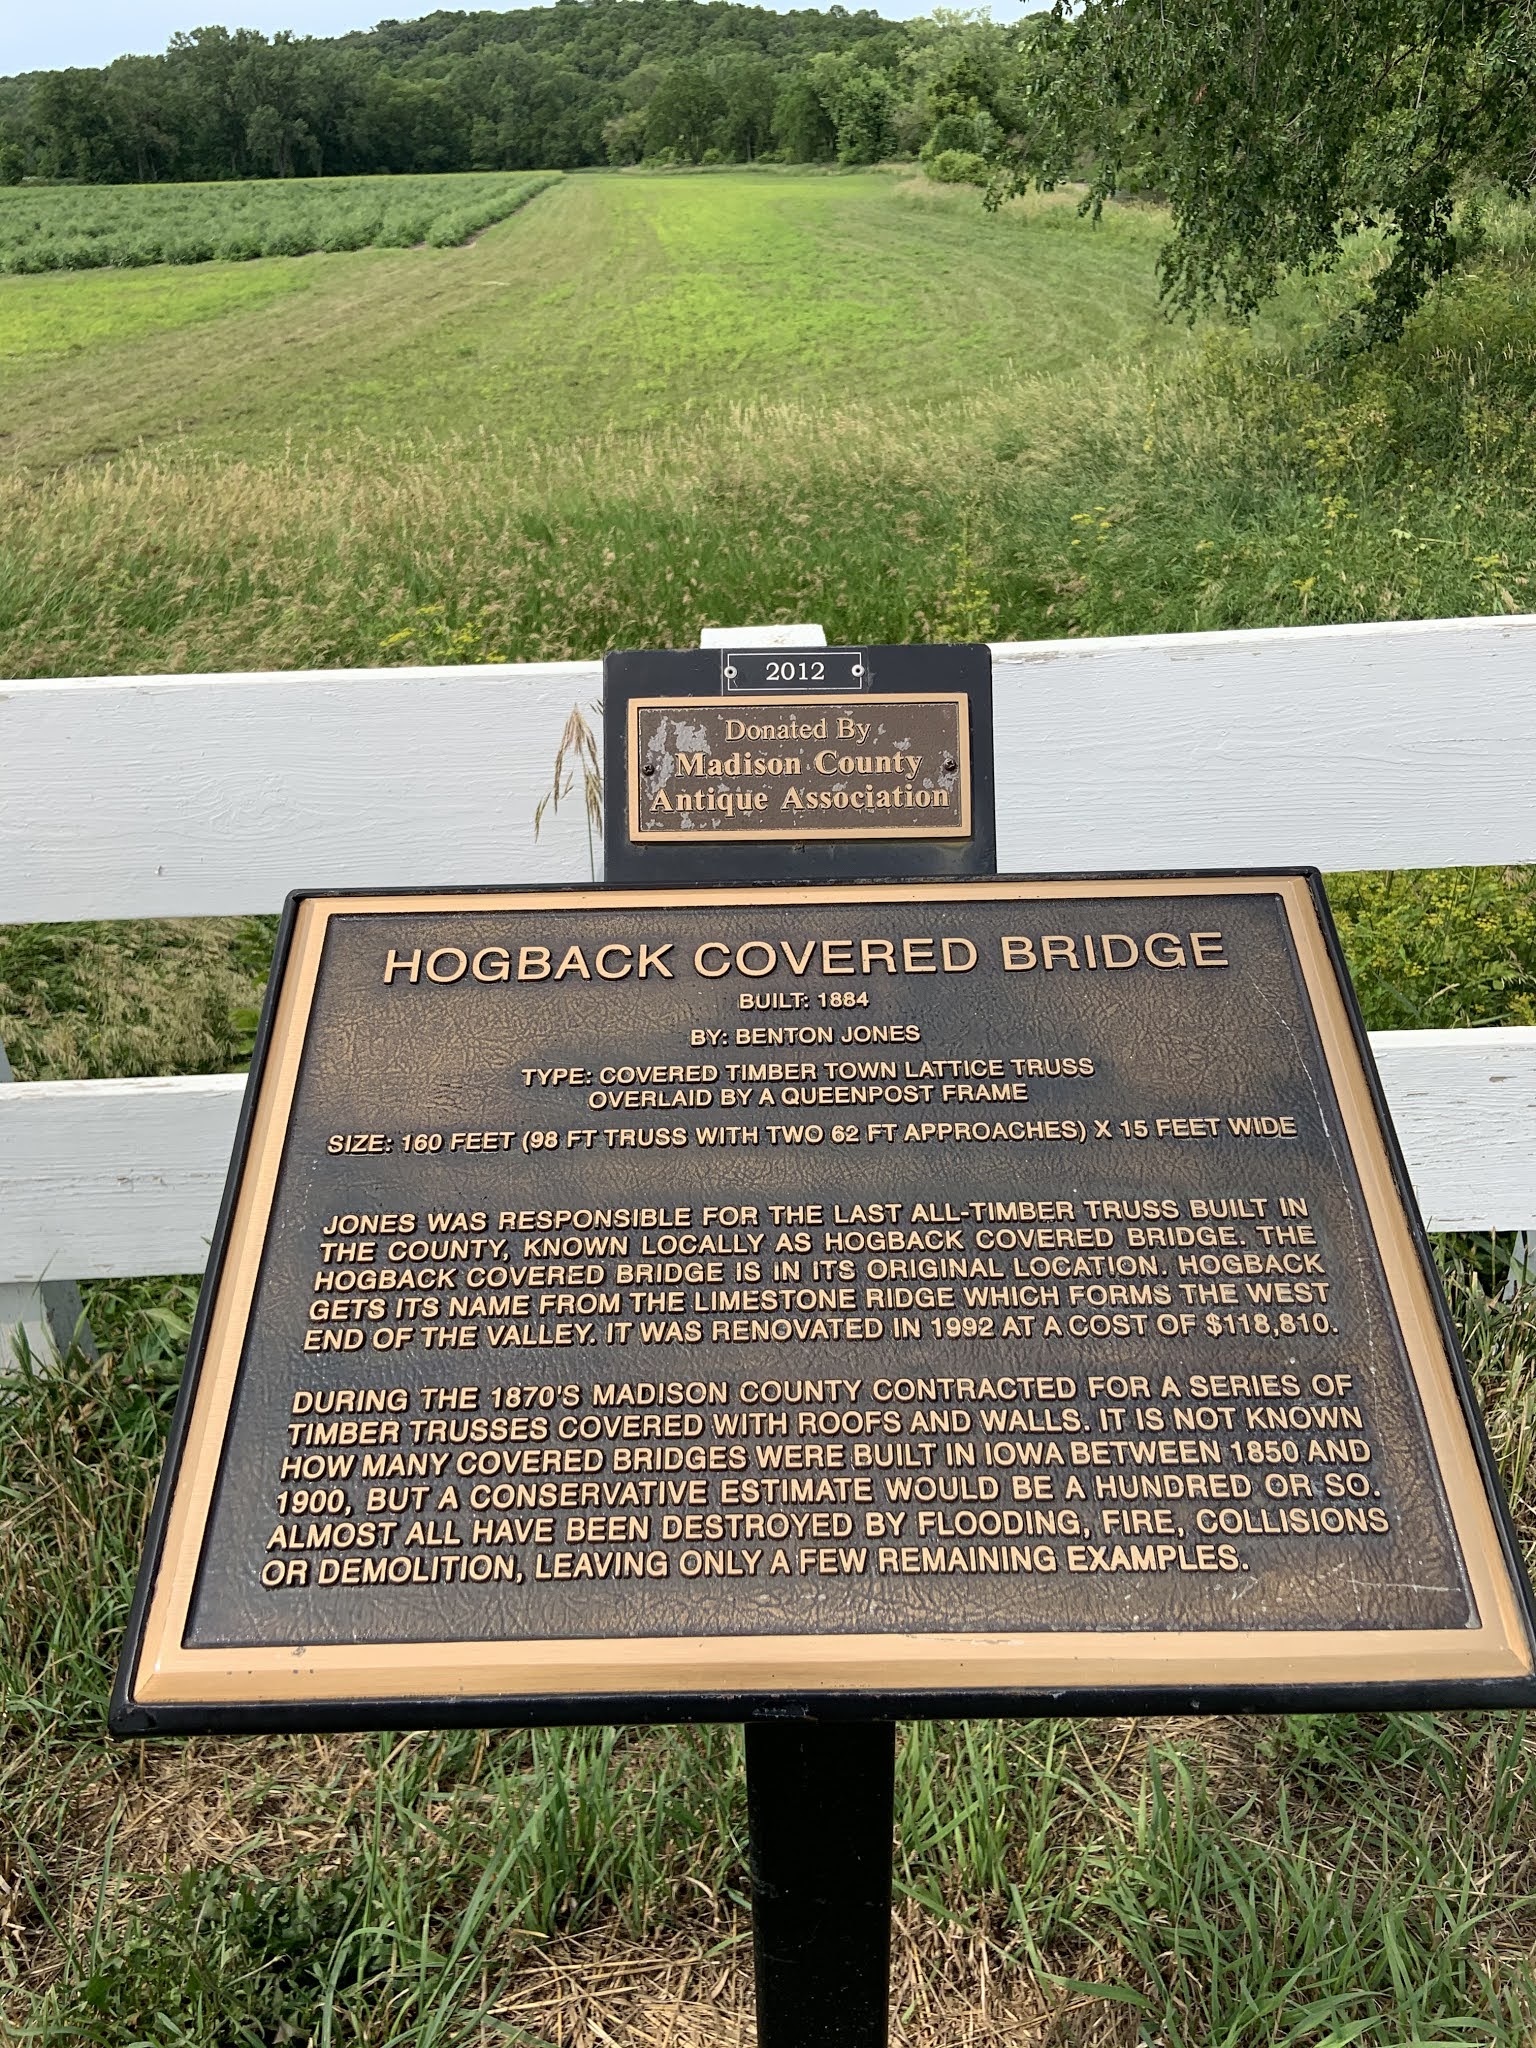 2012
Donated By
Madison County
Antique Association
HOGBACK COVERED BRIDGE
BUILT: 1884
BY: BENTON JONES
TYPE: COVERED TIMBER TOWN LATTICE TRUSS
OVERLAID BY A QUEENPOST FRAME
SIZE: 160 FEET (98 FT TRUSS WITH TWO 62 FT APPROACHES) X 15 FEET WIDE
JONES WAS RESPONSIBLE FOR THE LAST ALL-TIMBER TRUSS BUILT IN
THE COUNTY, KNOWN LOCALLY AS HOGBACK COVERED BRIDGE. THE
HOGBACK COVERED BRIDGE IS IN ITS ORIGINAL LOCATION. HOGBACK
GETS ITS NAME FROM THE LIMESTONE RIDGE WHICH FORMS THE WEST
END OF THE VALLEY. IT WAS RENOVATED IN 1992 AT A COST OF $118,810.
DURING THE 1870'S MADISON COUNTY CONTRACTED FOR A SERIES OF
TIMBER TRUSSES COVERED WITH ROOFS AND WALLS. IT IS NOT KNOWN
HOW MANY COVERED BRIDGES WERE BUILT IN IOWA BETWEEN 1850 AND
1900, BUT A CONSERVATIVE ESTIMATE WOULD BE A HUNDRED OR SO.
ALMOST ALL HAVE BEEN DESTROYED BY FLOODING, FIRE, COLLISIONS
OR DEMOLITION, LEAVING ONLY A FEW REMAINING EXAMPLES.